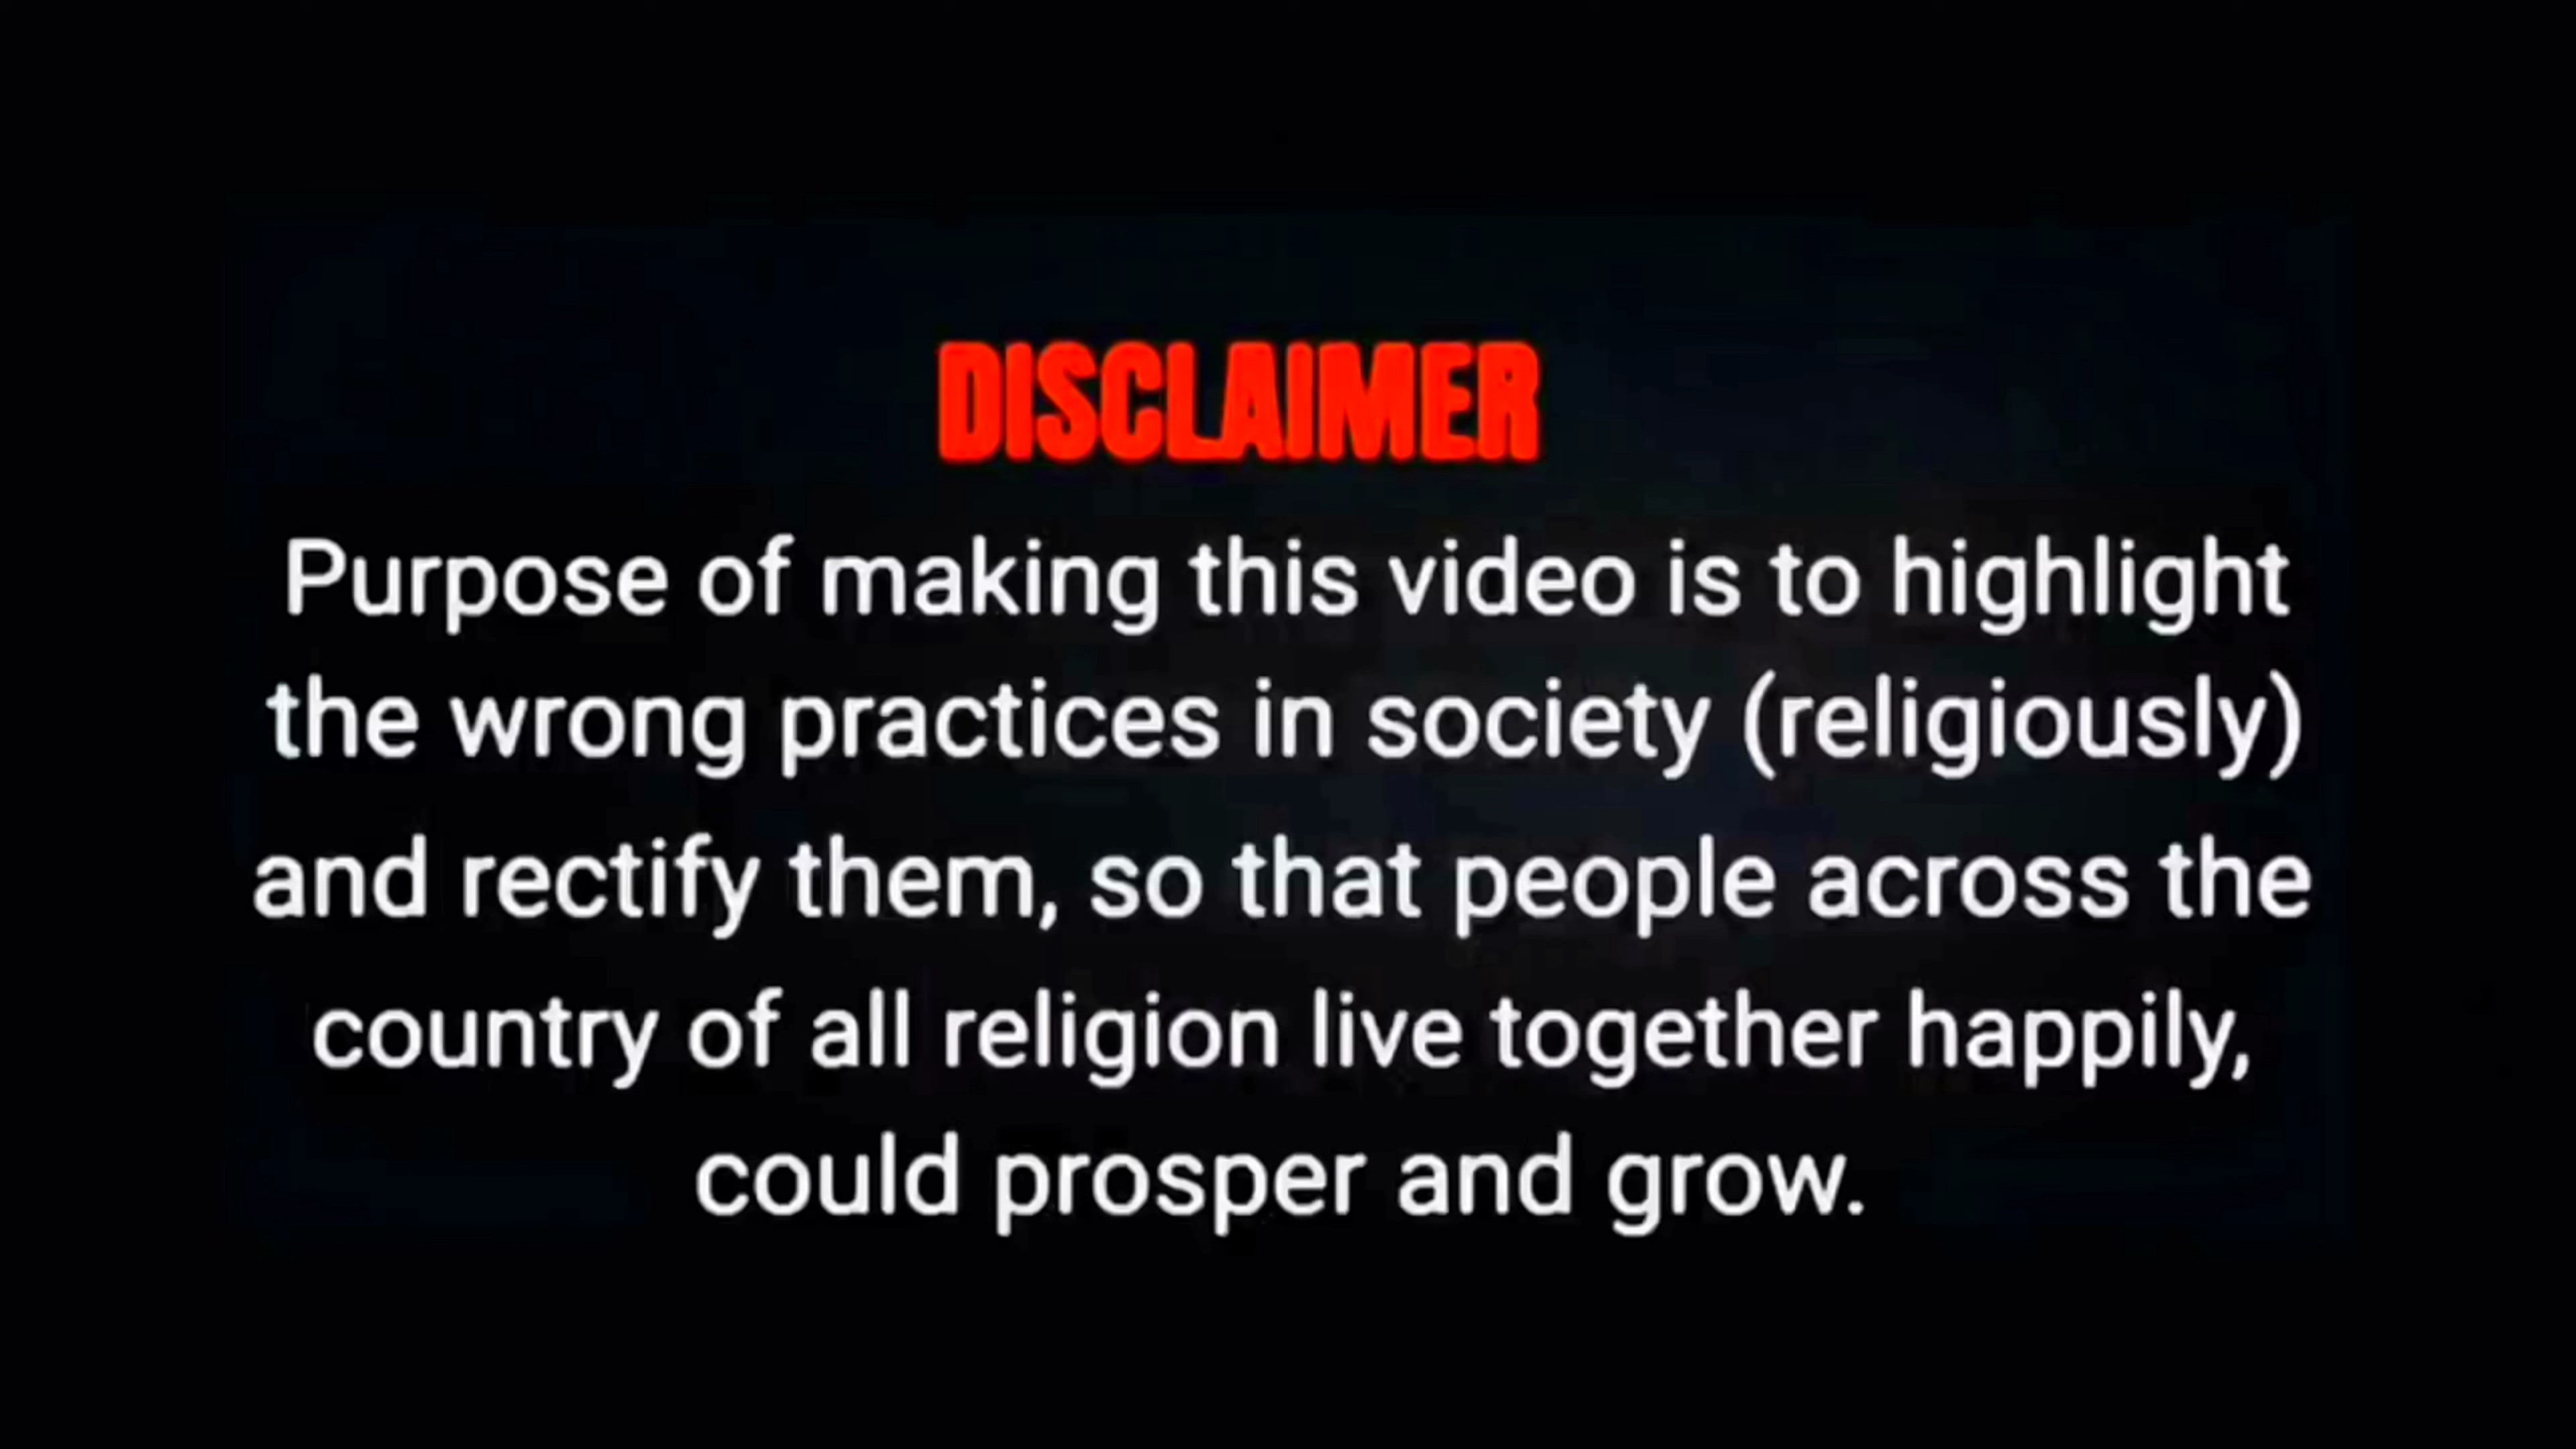 DISCLAIMER
Purpose of making this video is to highlight
the wrong practices in society (religiously)
and rectify them, so that people across the
country of all religion live together happily,
could prosper and grow.